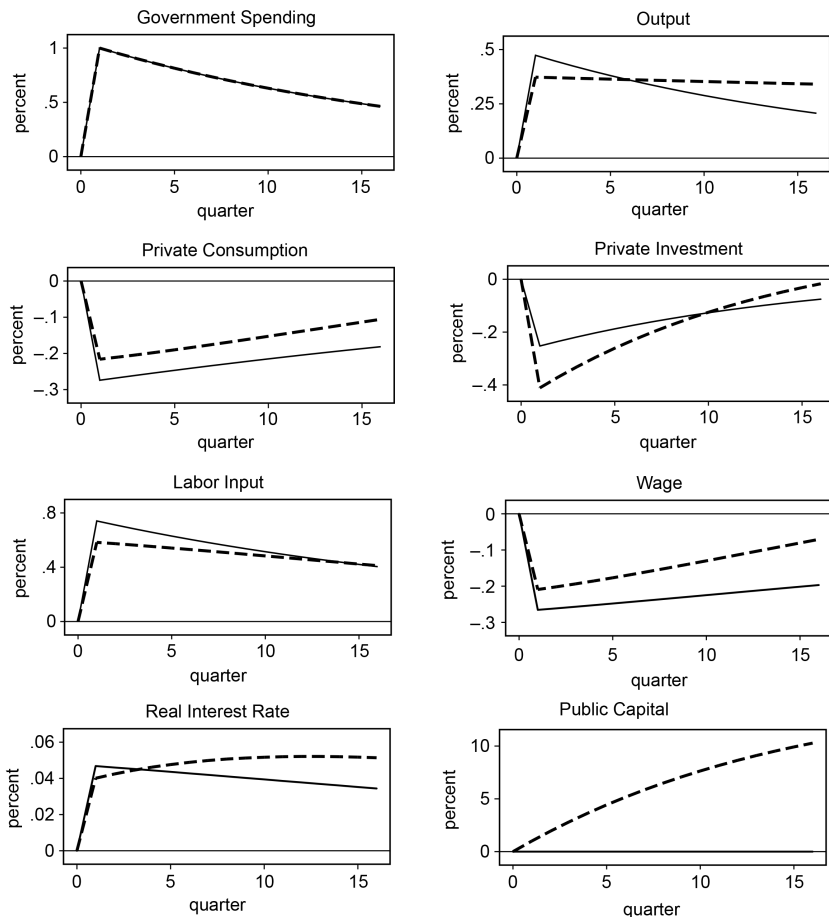 Government Spending
1
.5
0
percent
0 5 10 15
quarter
Output
.5
.25
0
percent
0 5 10 15
quarter
Private Consumption
0
–.1
–.2
–.3
percent
0 5 10 15
quarter
Private Investment
0
–.2
–.4
percent
0 5 10 15
quarter
Labor Input
.8
.4
0
percent
0 5 10 15
quarter
Wage
0
–.1
–.2
–.3
percent
0 5 10 15
quarter
Real Interest Rate
.06
.04
.02
0
percent
0 5 10 15
quarter
Public Capital
10
5
0
percent
0 5 10 15
quarter